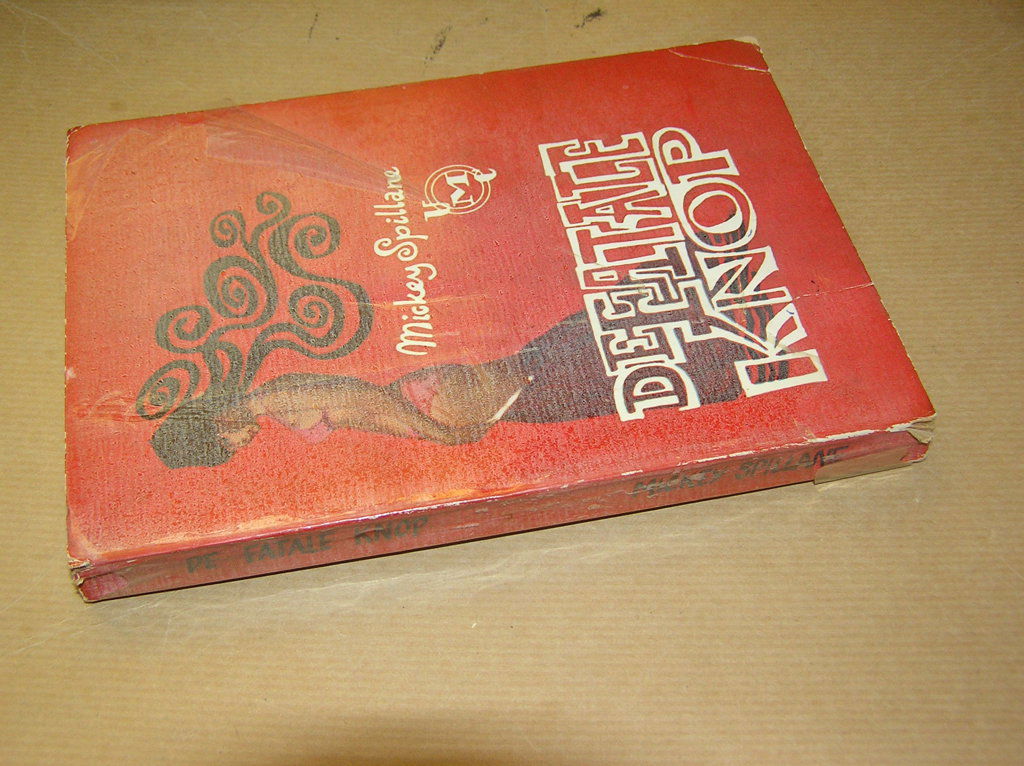 Mickey Spillane
DE FATALE
KNOP
DE FATALE KNOP
MICKEY SPILLANE